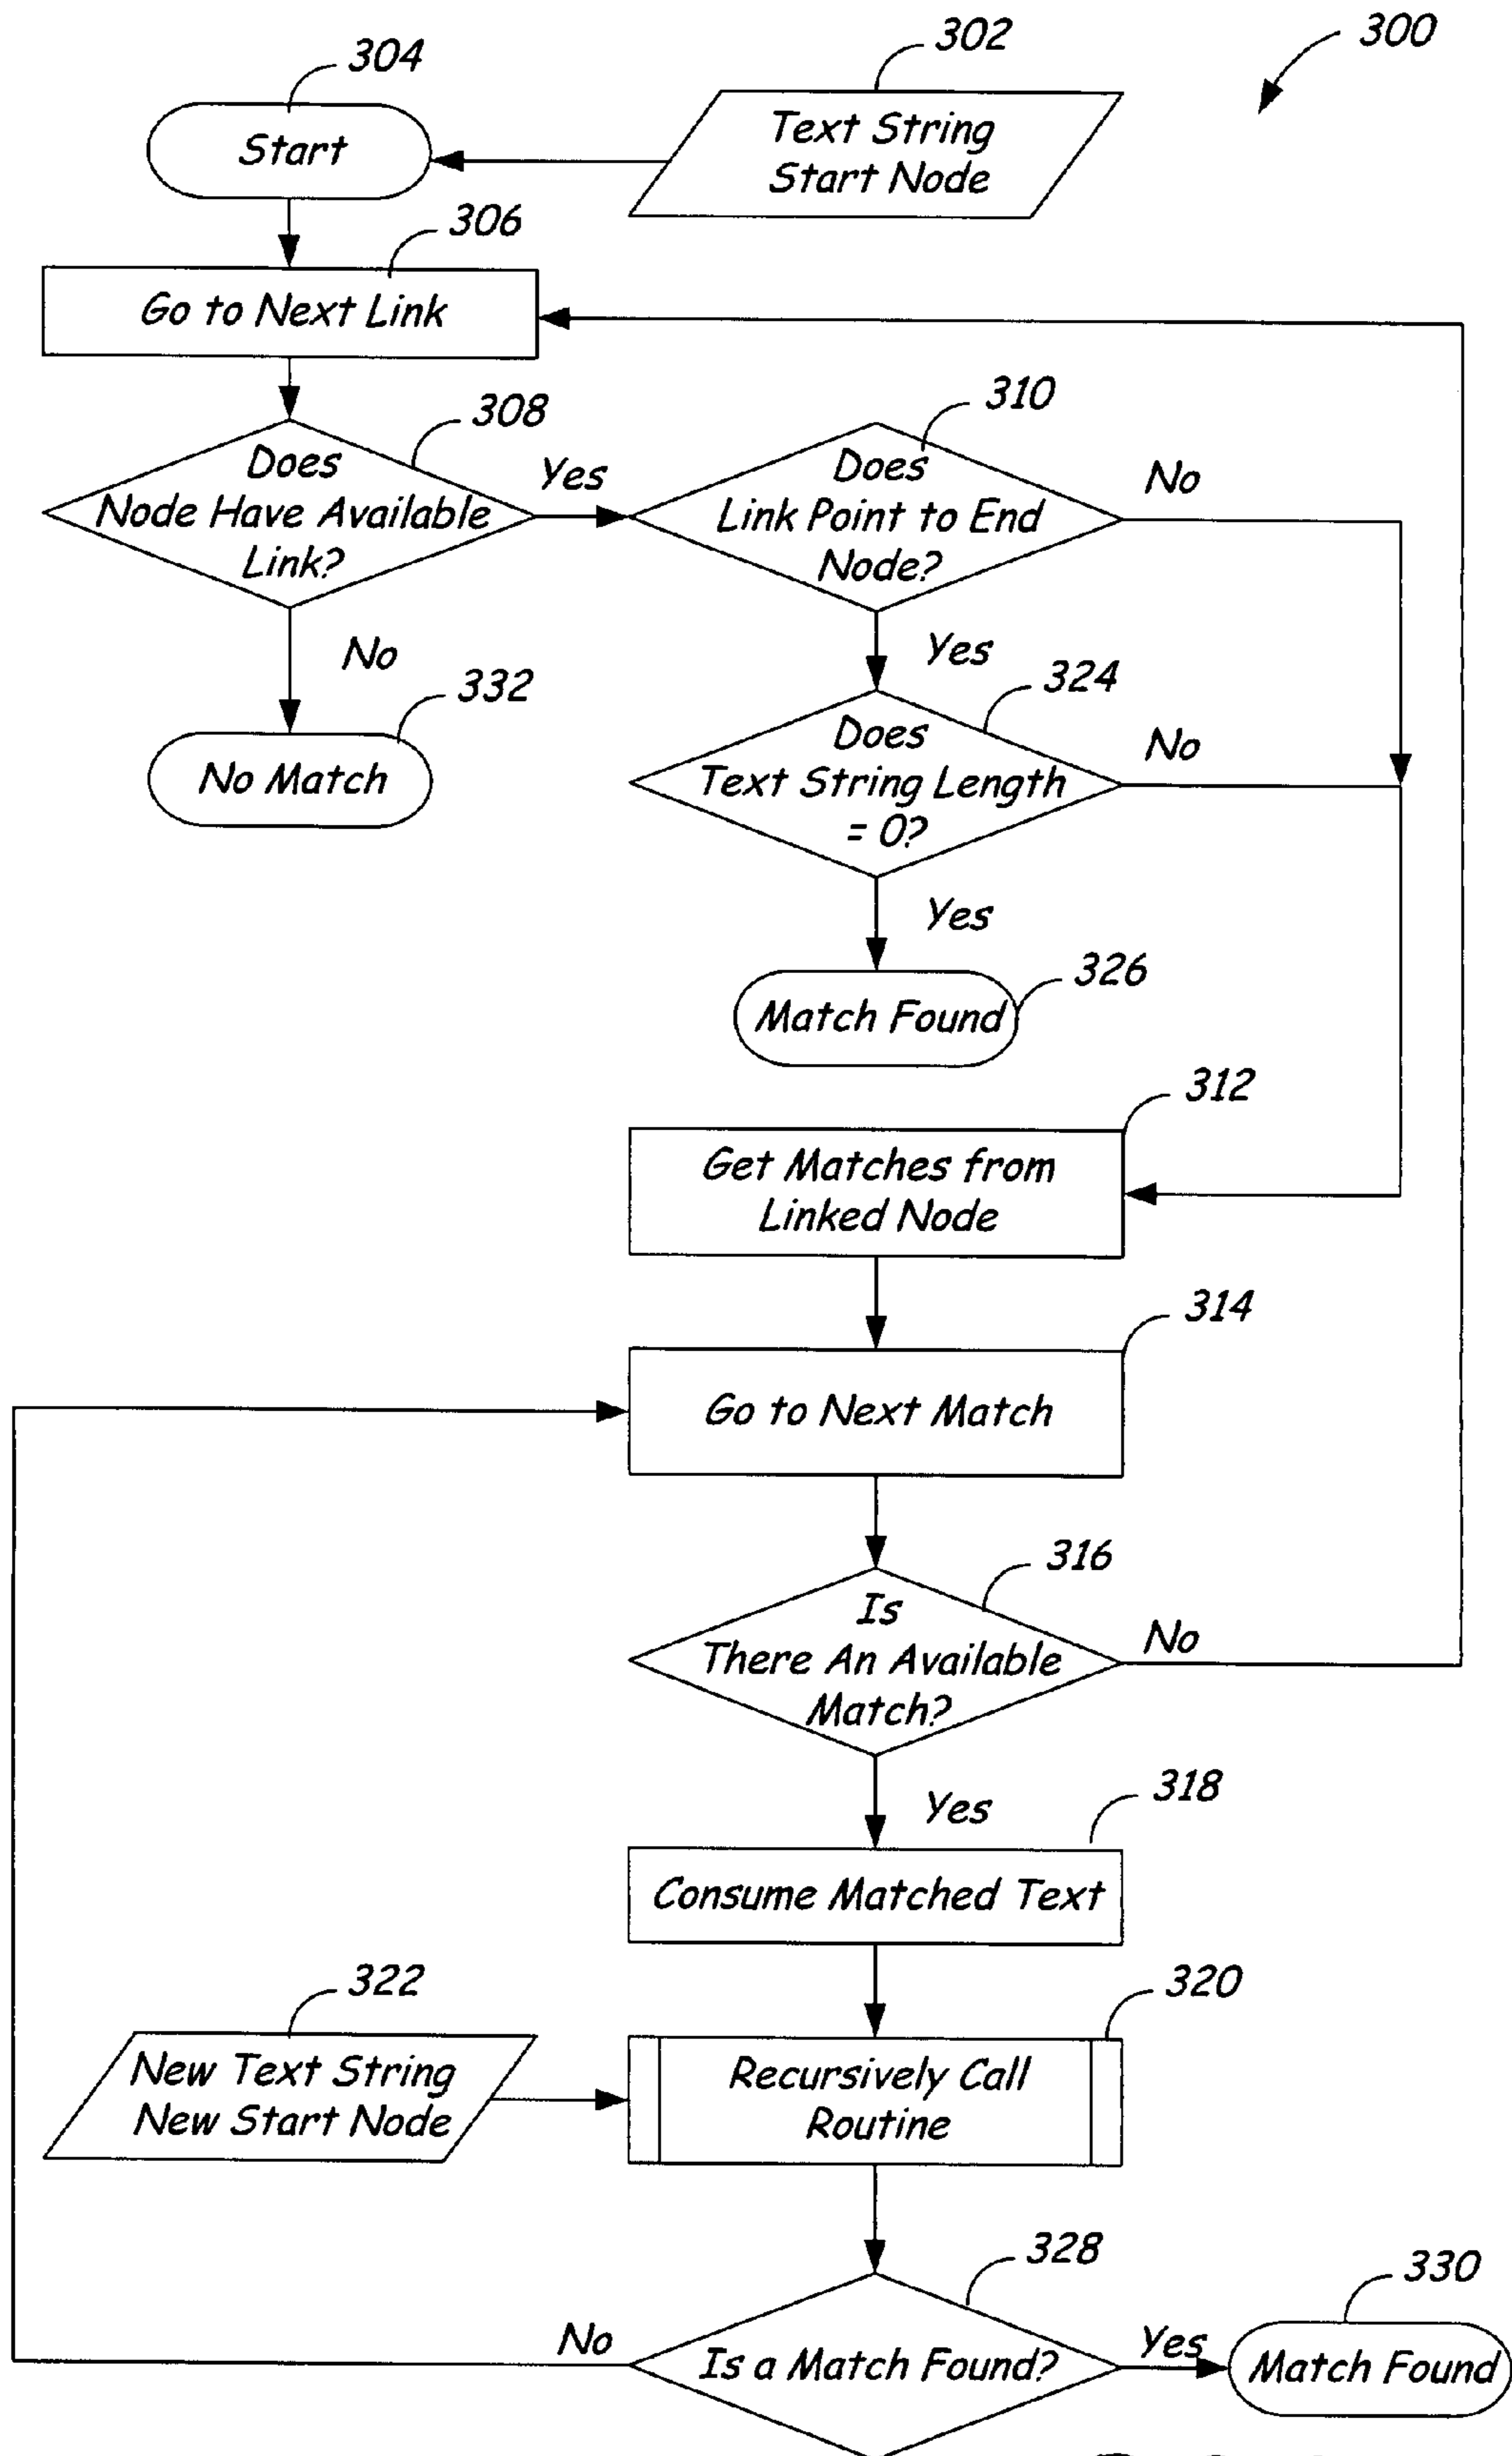 300
302
304
Text String
Start Node
Start
306
Go to Next Link
308
310
Does
Node Have Available
Link?
Yes
Does
Link Point to End
Node?
No
No
Yes
332
324
No Match
Does
Text String Length
= 0?
No
Yes
326
Match Found
312
Get Matches from
Linked Node
314
Go to Next Match
316
Is
There An Available
Match?
No
Yes
318
Consume Matched Text
322
320
New Text String
New Start Node
Recursively Call
Routine
328
330
No
Is a Match Found?
Yes
Match Found